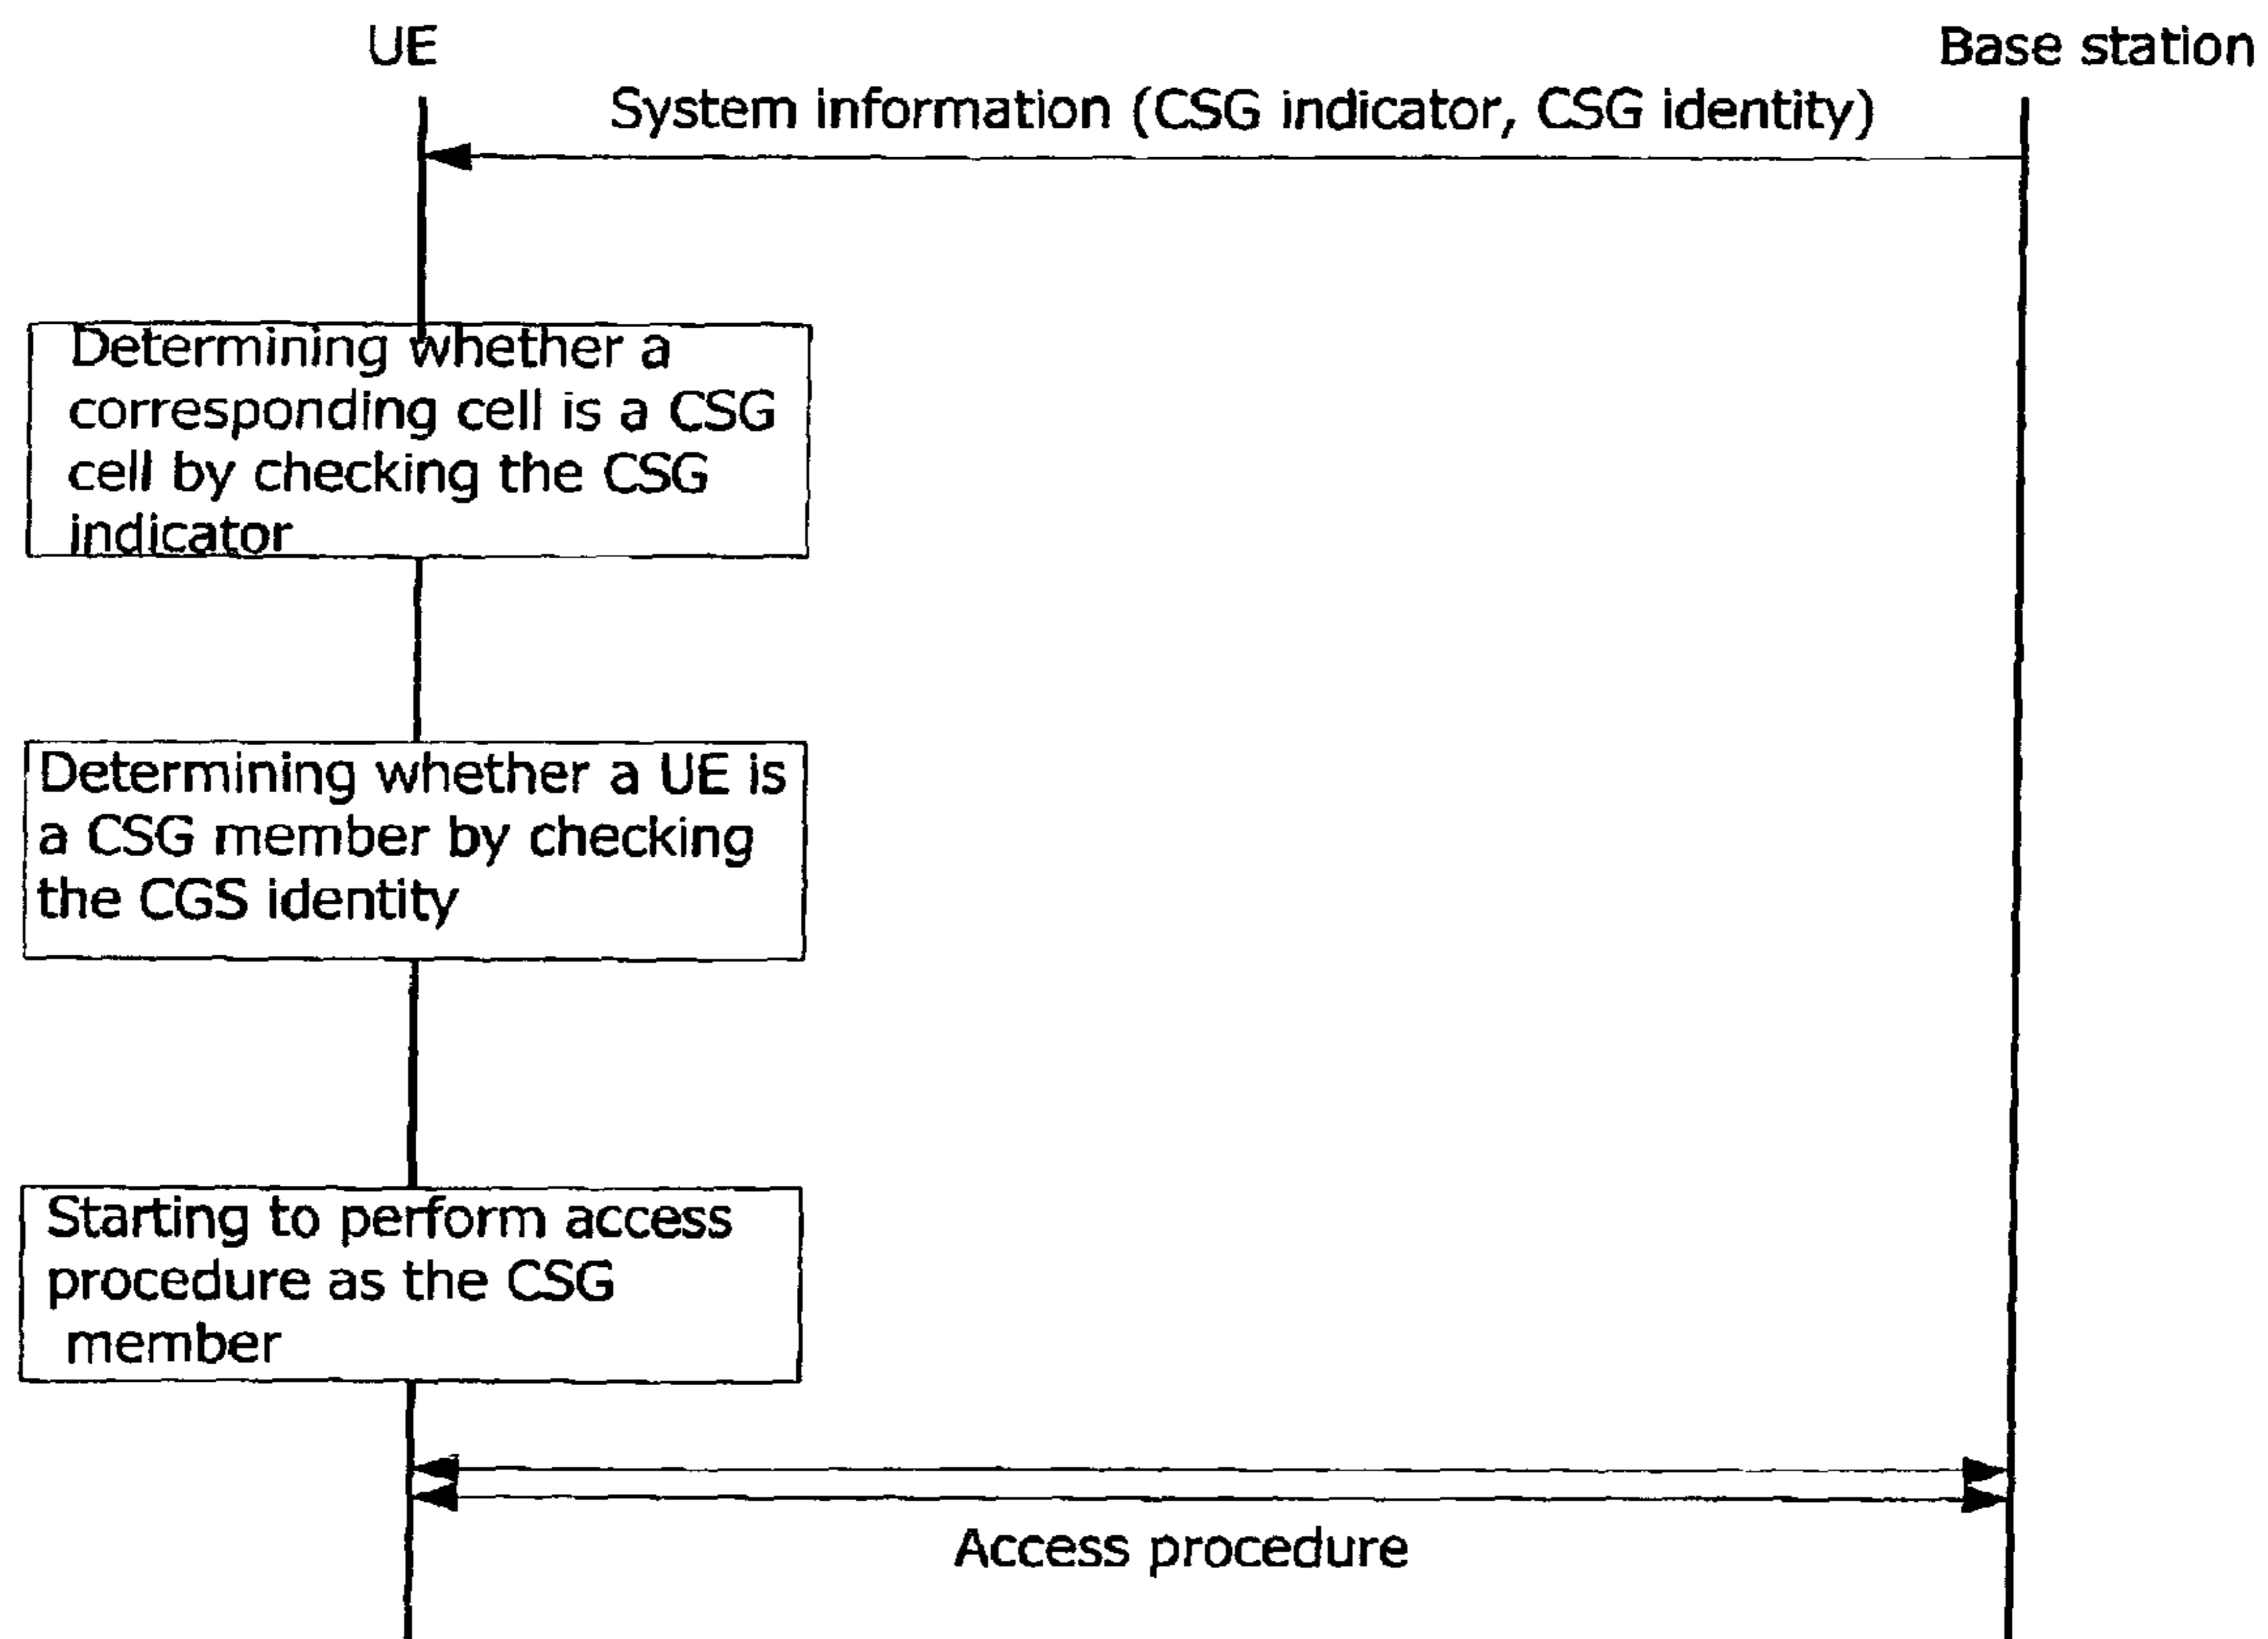 UE
Base station
System information (CSG indicator, CSG identity)
Determining whether a
corresponding cell is a CSG
cell by checking the CSG
indicator
Determining whether a UE is
a CSG member by checking
the CGS identity
Starting to perform access
procedure as the CSG
member
Access procedure